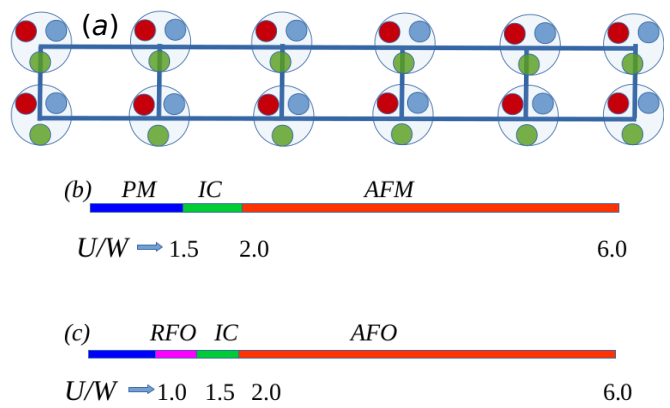 (a)
(b) PM IC AFM
U/W 1.5 2.0 6.0
(c) RFO IC AFO
U/W 1.0 1.5 2.0 6.0